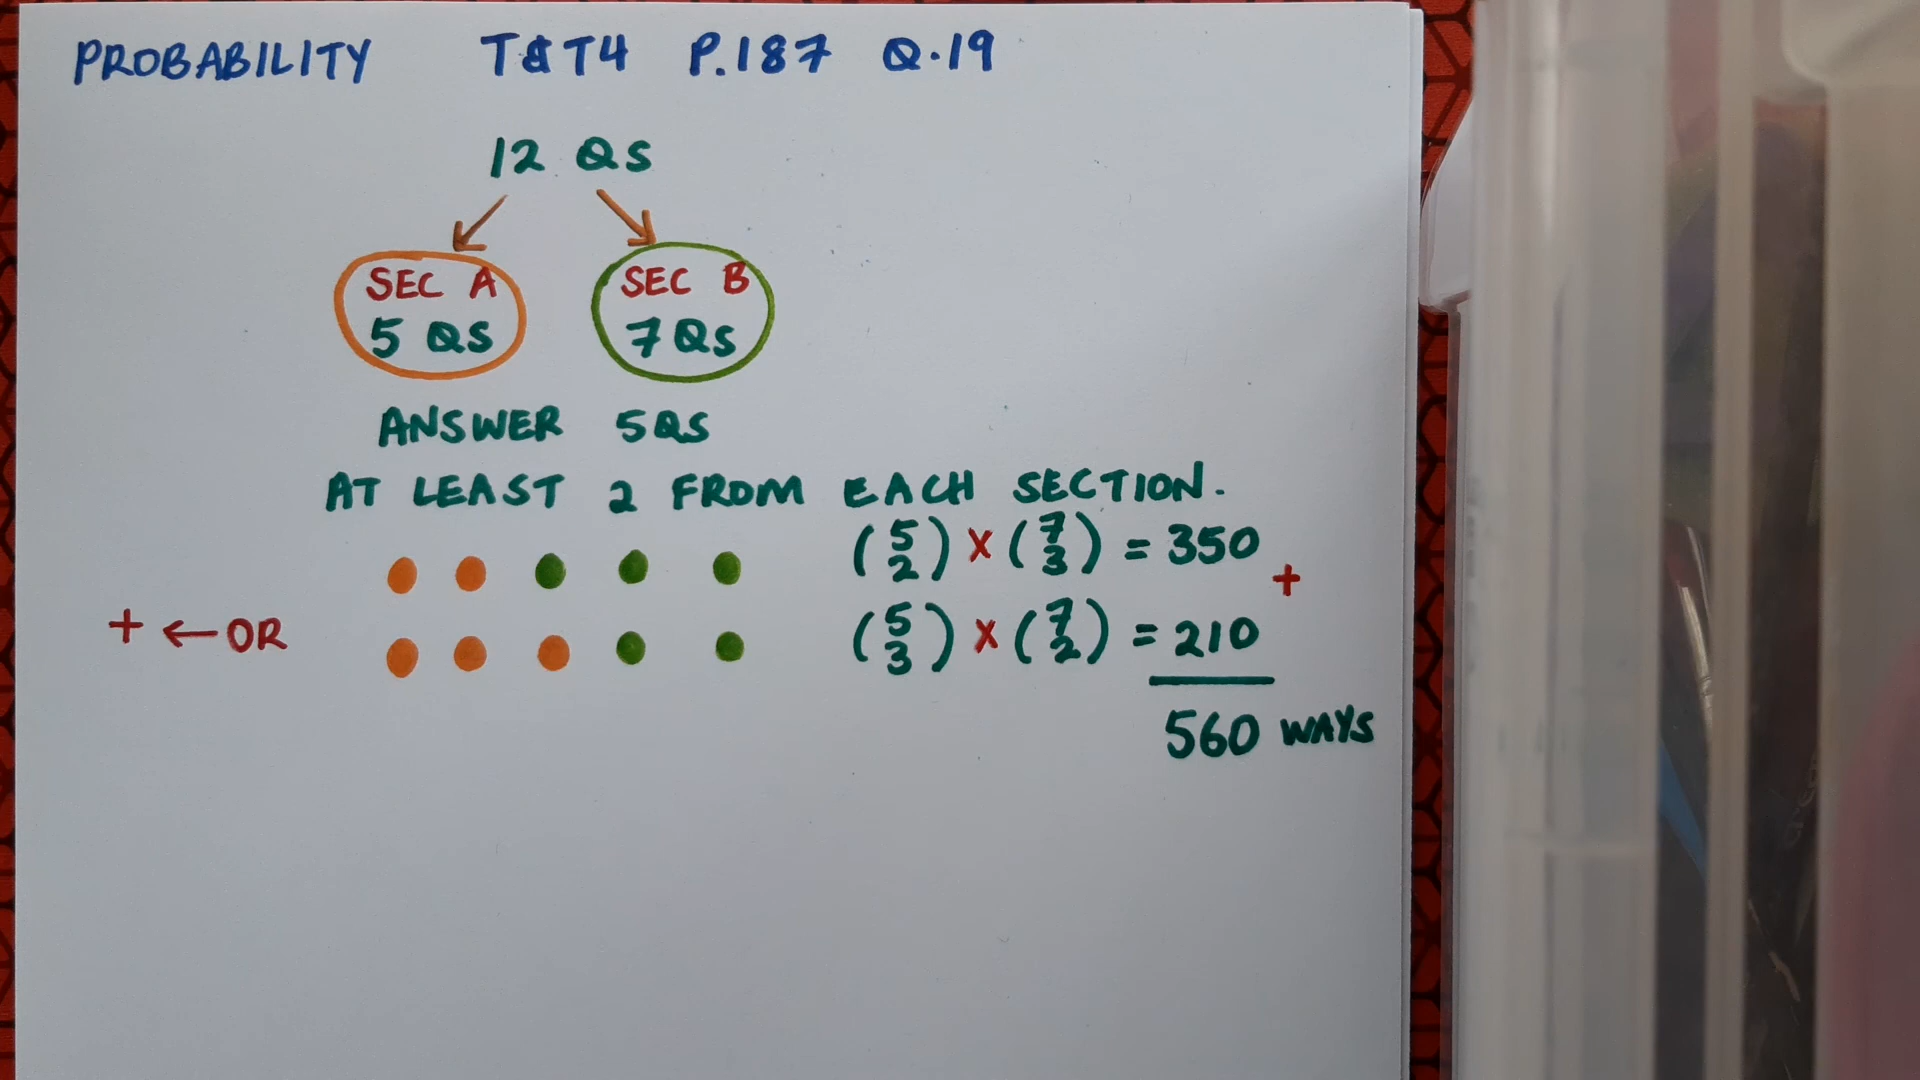 PROBABILITY T&T4 P.187 Q.19
12 QS
SEC A SEC B
5 QS 7 QS
ANSWER 5QS
AT LEAST 2 FROM EACH SECTION.
(5 2) x (7 3) = 350
+
+ ← OR (5 3) x (7 2) = 210
560 WAYS